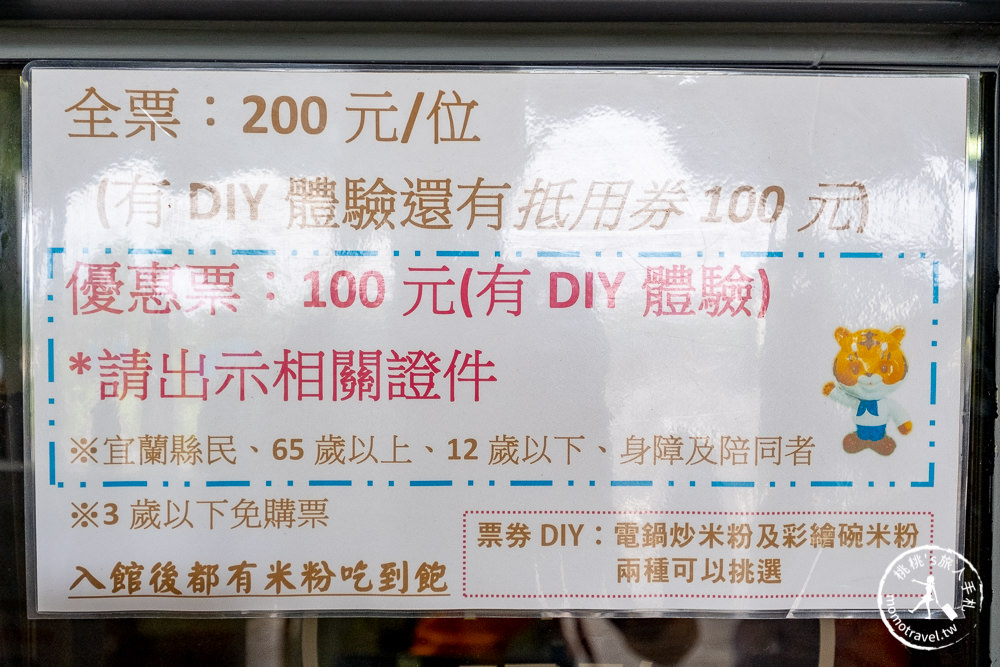 全票：200 元/位
(有 DIY 體驗還有抵用券 100 元)
優惠票：100 元(有 DIY 體驗)
*請出示相關證件
※宜蘭縣民、65 歲以上、12 歲以下、身障及陪同者
※3 歲以下免購票
入館後都有米粉吃到飽
票券 DIY：電鍋炒米粉及彩繪碗米粉
兩種可以挑選
桃桃's旅人手札
momotravel.tw